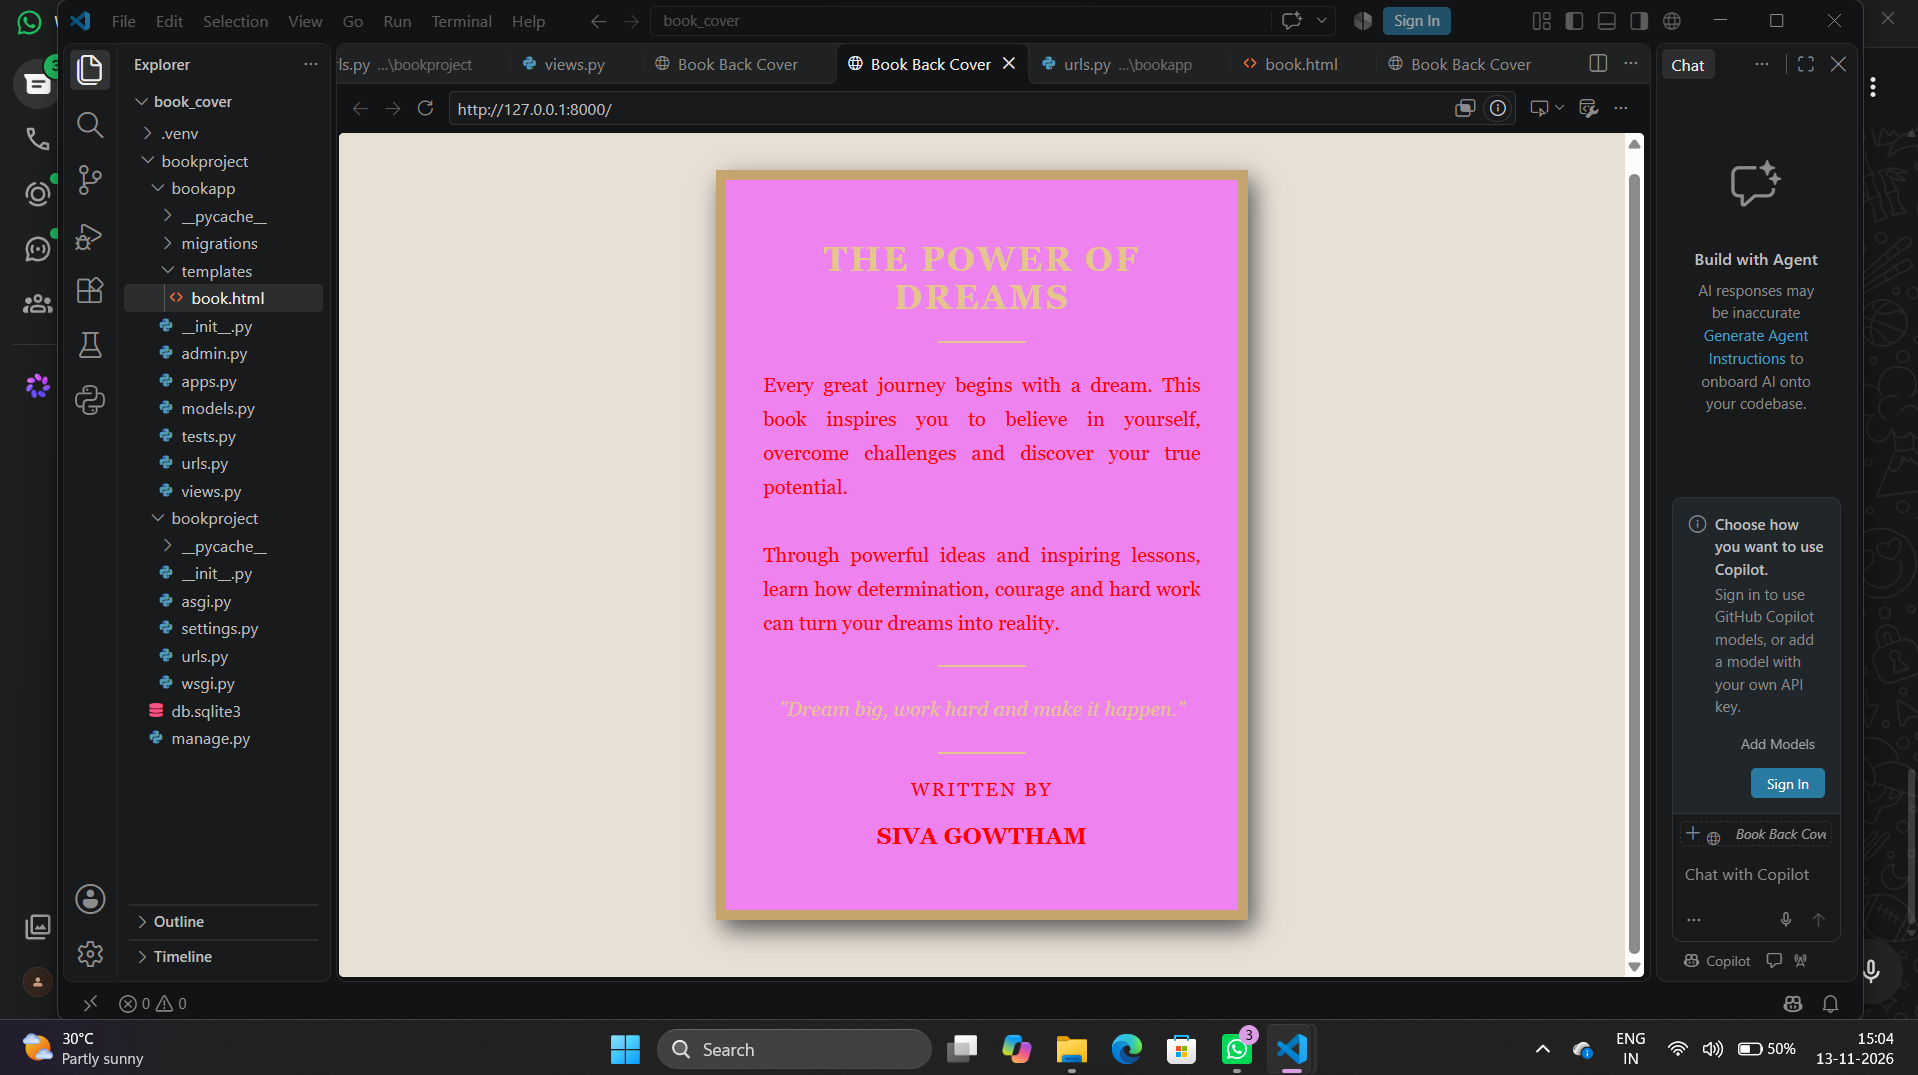 File Edit Selection View Go Run Terminal Help
book_cover
Sign In
Explorer
book_cover
.venv
bookproject
bookapp
__pycache__
migrations
templates
book.html
__init__.py
admin.py
apps.py
models.py
tests.py
urls.py
views.py
bookproject
__pycache__
__init__.py
asgi.py
settings.py
urls.py
wsgi.py
db.sqlite3
manage.py
Outline
Timeline
...\bookproject
views.py
Book Back Cover
Book Back Cover
urls.py ...\bookapp
book.html
Book Back Cover
http://127.0.0.1:8000/
THE POWER OF
DREAMS
Every great journey begins with a dream. This
book inspires you to believe in yourself,
overcome challenges and discover your true
potential.
Through powerful ideas and inspiring lessons,
learn how determination, courage and hard work
can turn your dreams into reality.
"Dream big, work hard and make it happen."
WRITTEN BY
SIVA GOWTHAM
Chat
Build with Agent
AI responses may
be inaccurate
Generate Agent
Instructions to
onboard AI onto
your codebase.
Choose how
you want to use
Copilot.
Sign in to use
GitHub Copilot
models, or add
a model with
your own API
key.
Add Models
Sign In
Book Back
Chat with Copilot
Copilot
0 0
30°C
Partly sunny
Search
3
ENG
IN
50%
15:04
13-11-2026